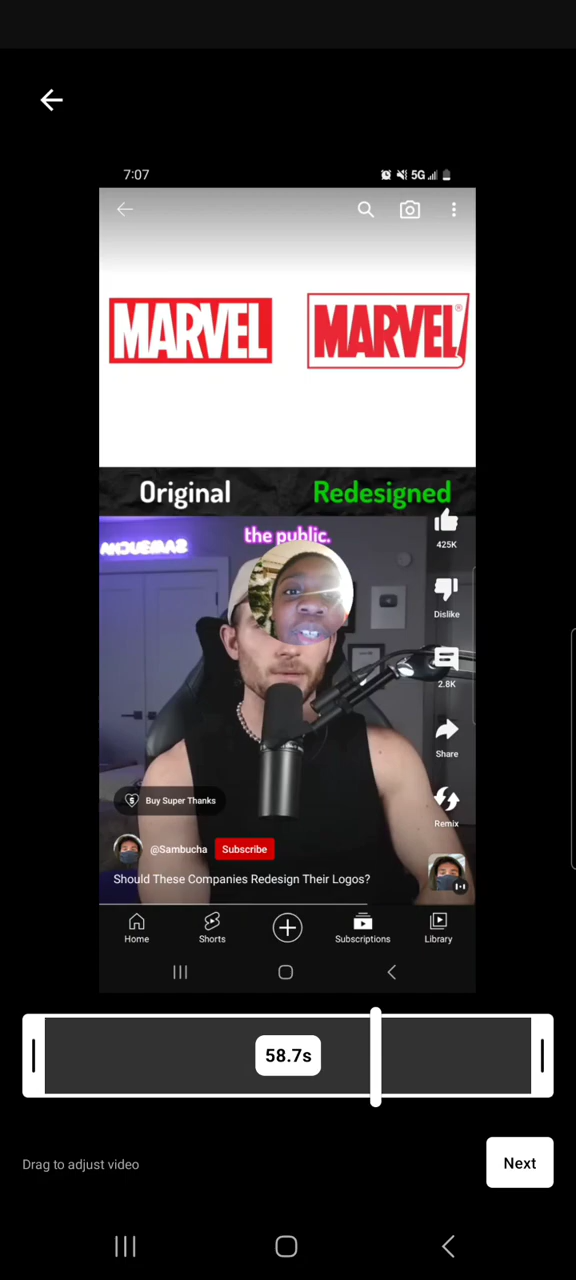 7:07
5G
MARVEL
MARVEL®
Original
Redesigned
the public.
SAMBUCHA
425K
Dislike
2.8K
Share
Remix
Buy Super Thanks
@Sambucha
Subscribe
Should These Companies Redesign Their Logos?
Home
Shorts
Subscriptions
Library
58.7s
Drag to adjust video
Next